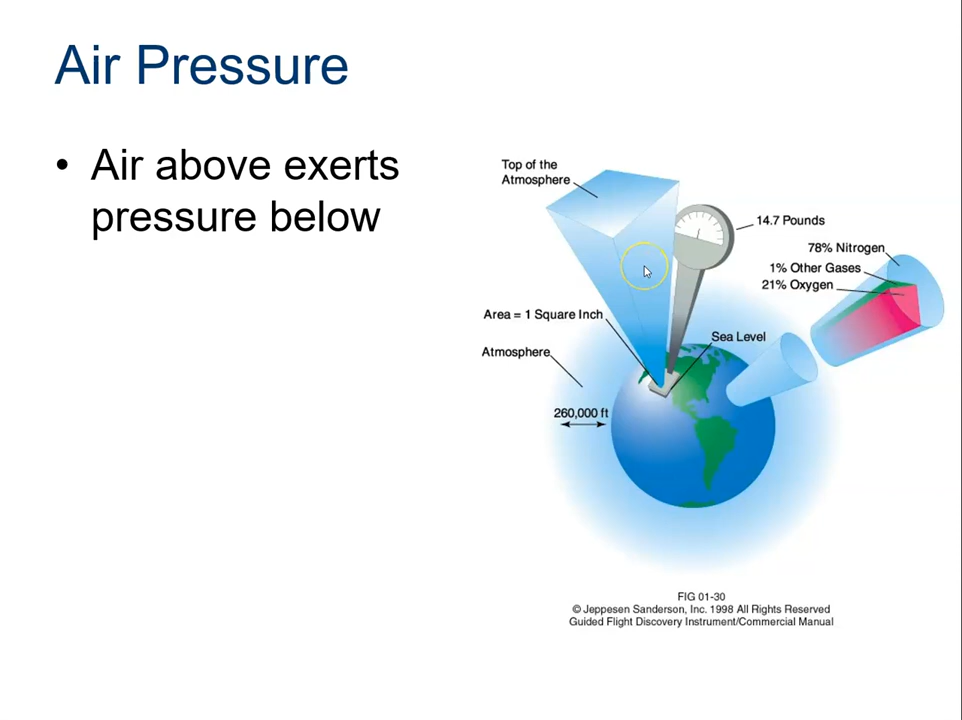 Air Pressure
• Air above exerts
pressure below
Top of the
Atmosphere
14.7 Pounds
78% Nitrogen
1% Other Gases
21% Oxygen
Area = 1 Square Inch
Sea Level
Atmosphere
260,000 ft
FIG 01-30
© Jeppesen Sanderson, Inc. 1998 All Rights Reserved
Guided Flight Discovery Instrument/Commercial Manual